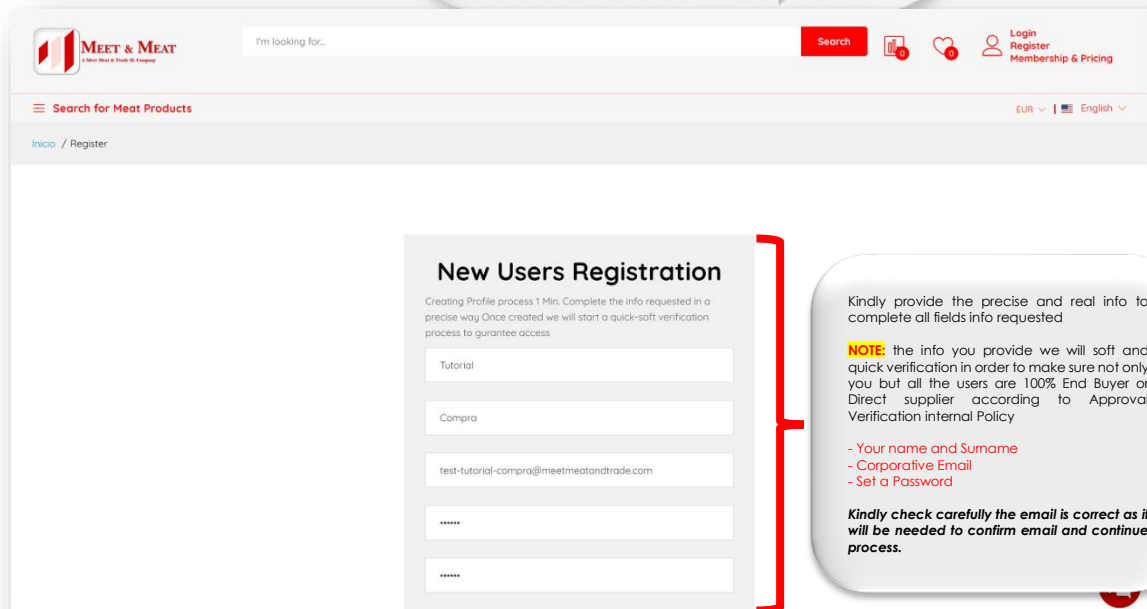 MEET & MEAT
A Meet Meat & Trade SL Company
I'm looking for...
Search
0
0
Login
Register
Membership & Pricing
Search for Meat Products
EUR
English
Inicio / Register
New Users Registration
Creating Profile process 1 Min. Complete the info requested in a
precise way Once created we will start a quick-soft verification
process to gurantee access
Tutorial
Compra
test-tutorial-compra@meetmeatandtrade.com
••••••
••••••
Kindly provide the precise and real info to
complete all fields info requested
NOTE: the info you provide we will soft and
quick verification in order to make sure not only
you but all the users are 100% End Buyer or
Direct supplier according to Approval
Verification internal Policy
- Your name and Surname
- Corporative Email
- Set a Password
Kindly check carefully the email is correct as it
will be needed to confirm email and continue
process.